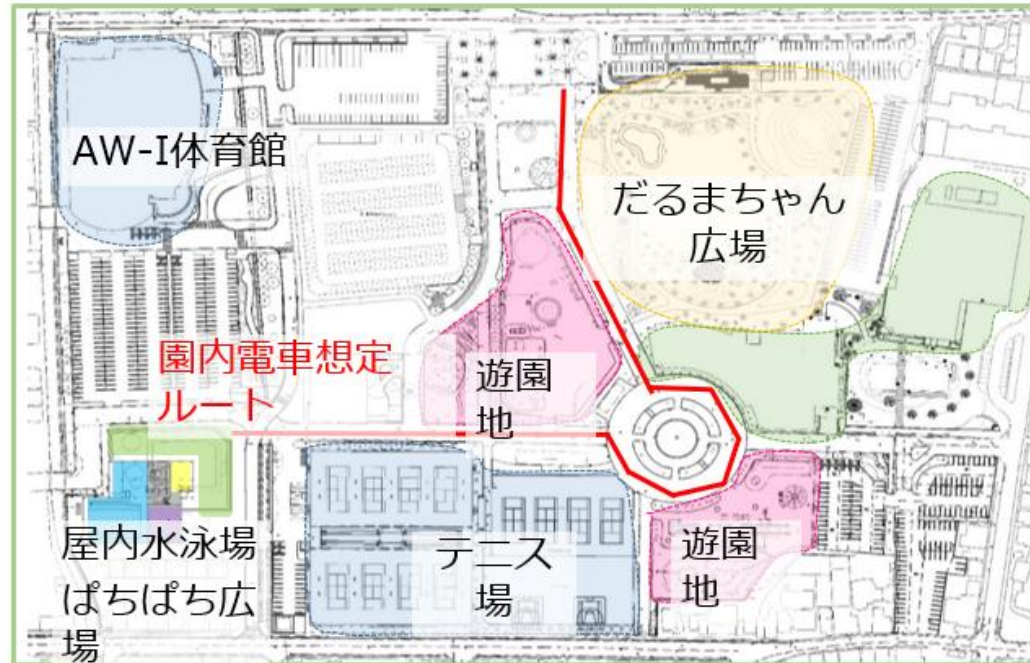 AW-I体育館
だるまちゃん
広場
園内電車想定
ルート
遊園
地
屋内水泳場
ぱちぱち広
場
テニス
場
遊園
地